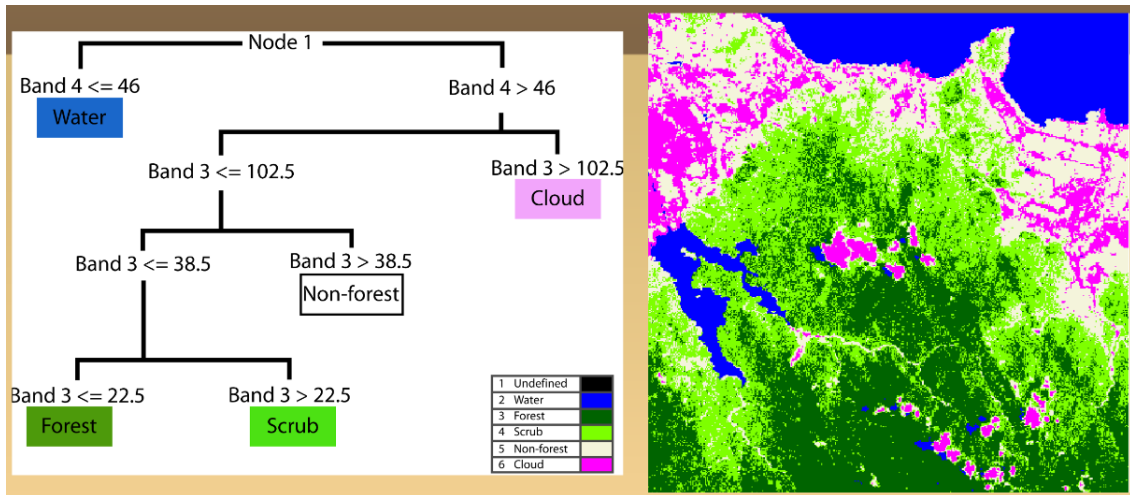 Node 1
Band 4 <= 46
Water
Band 4 > 46
Band 3 <= 102.5
Band 3 > 102.5
Cloud
Band 3 <= 38.5
Band 3 > 38.5
Non-forest
Band 3 <= 22.5
Forest
Band 3 > 22.5
Scrub
1 Undefined
2 Water
3 Forest
4 Scrub
5 Non-forest
6 Cloud